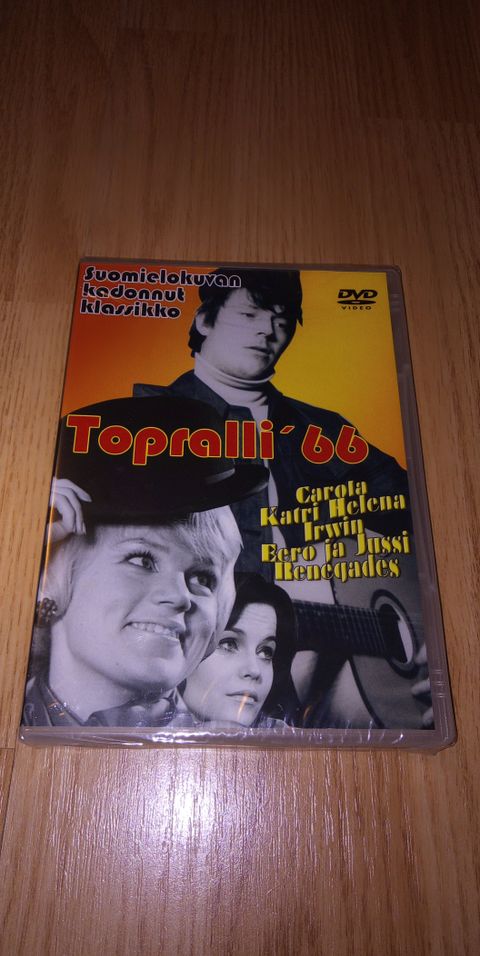 Suomielokuvan
kadonnut
klassikko
DVD
VIDEO
Topralli´66
Carola
Katri Helena
Irwin
Eero ja Jussi
Renegades